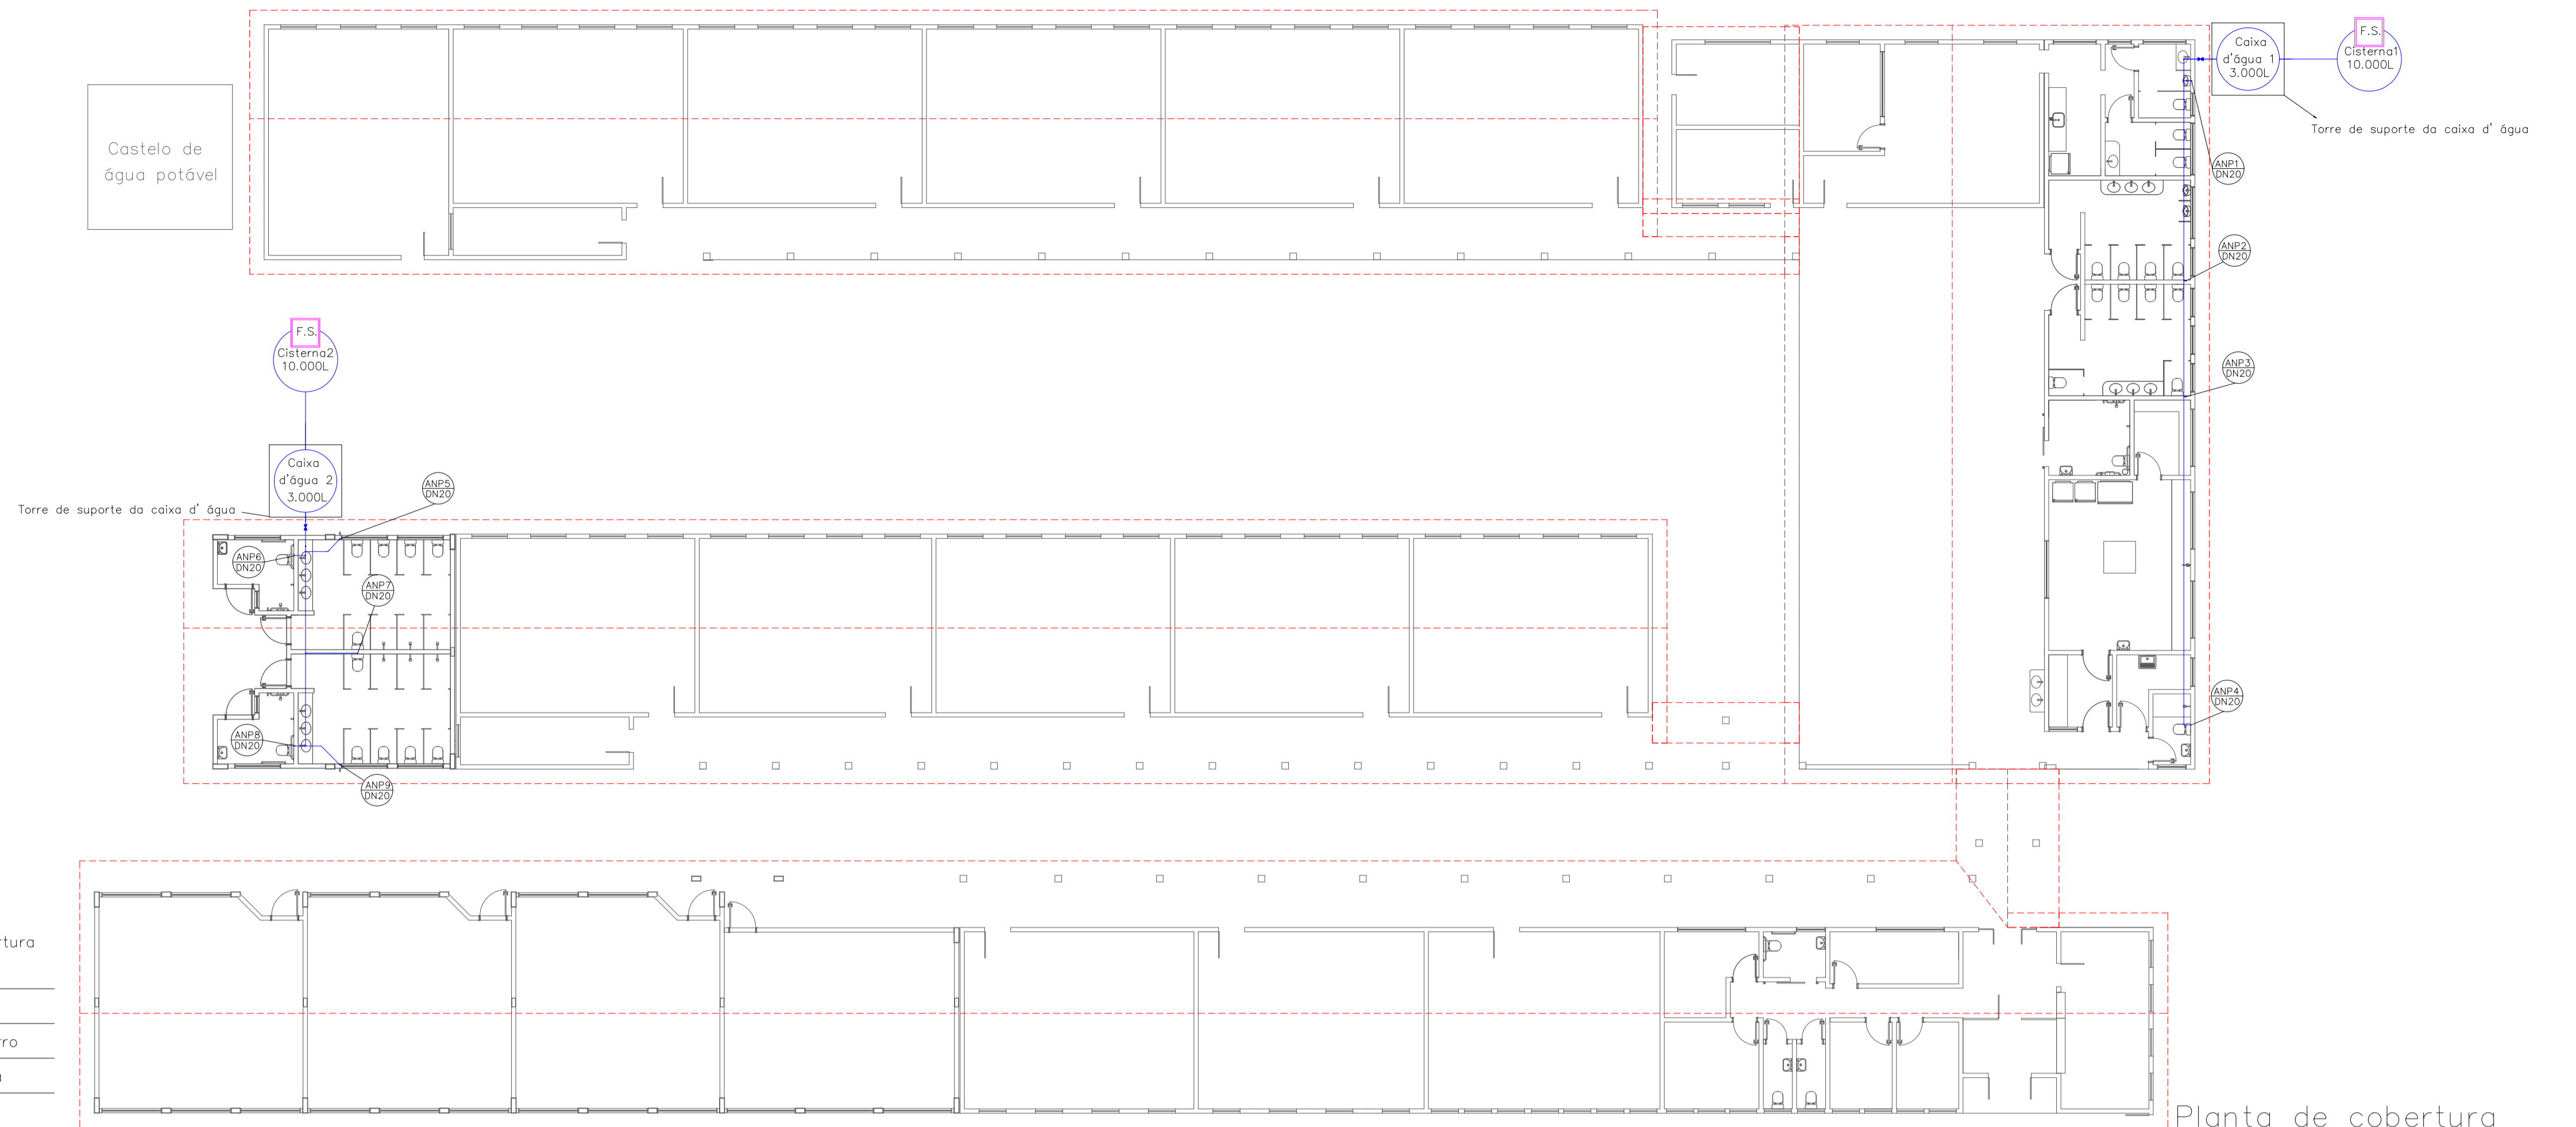 F.S.
Cisterna1
10.000L
Caixa
d'água 1
3.000L
Torre de suporte da caixa d' água
Castelo de
água potável
ANP1
DN20
ANP2
DN20
F.S.
Cisterna2
10.000L
ANP3
DN20
Caixa
d'água 2
3.000L
Torre de suporte da caixa d' água
ANP5
DN20
ANP6
DN20
ANP7
DN20
ANP4
DN20
ANP8
DN20
ANP9
DN20
rtura
Planta de cobertura